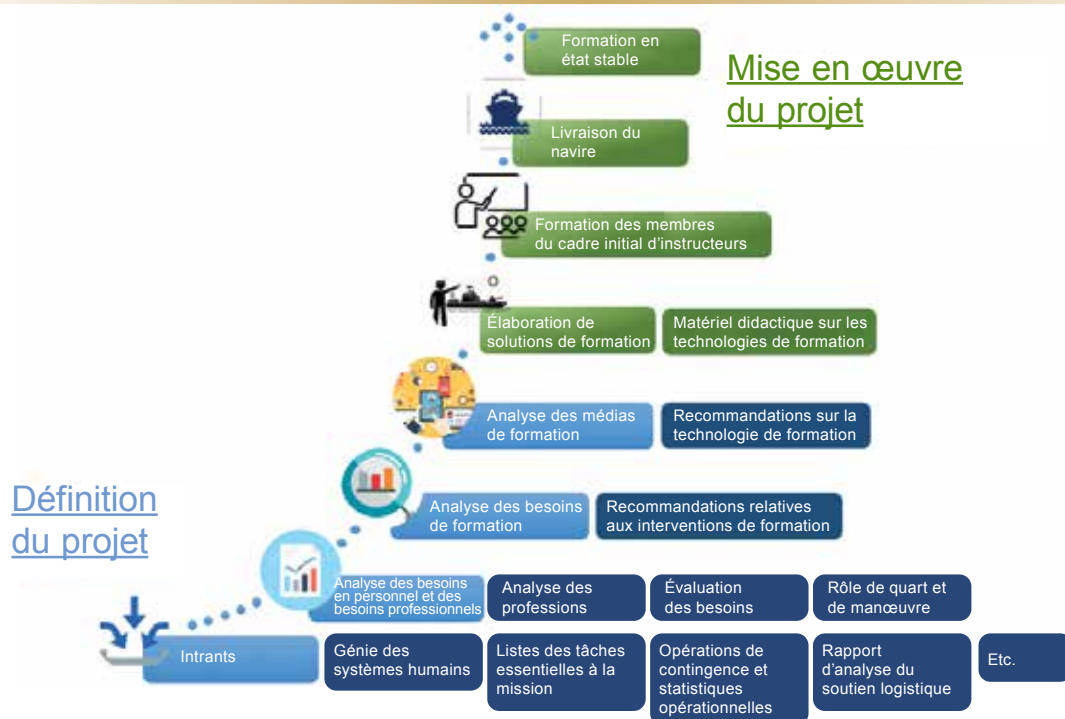 Formation en
état stable
Mise en œuvre
du projet
Livraison du
navire
Formation des membres
du cadre initial d'instructeurs
Élaboration de
solutions de formation
Matériel didactique sur les
technologies de formation
Analyse des médias
de formation
Recommandations sur la
technologie de formation
Définition
du projet
Analyse des besoins
de formation
Recommandations relatives
aux interventions de formation
Analyse des besoins
en personnel et des
besoins professionnels
Analyse des
professions
Évaluation
des besoins
Rôle de quart et
de manœuvre
Intrants
Génie des
systèmes humains
Listes des tâches
essentielles à la
mission
Opérations de
contingence et
statistiques
opérationnelles
Rapport
d'analyse du
soutien logistique
Etc.